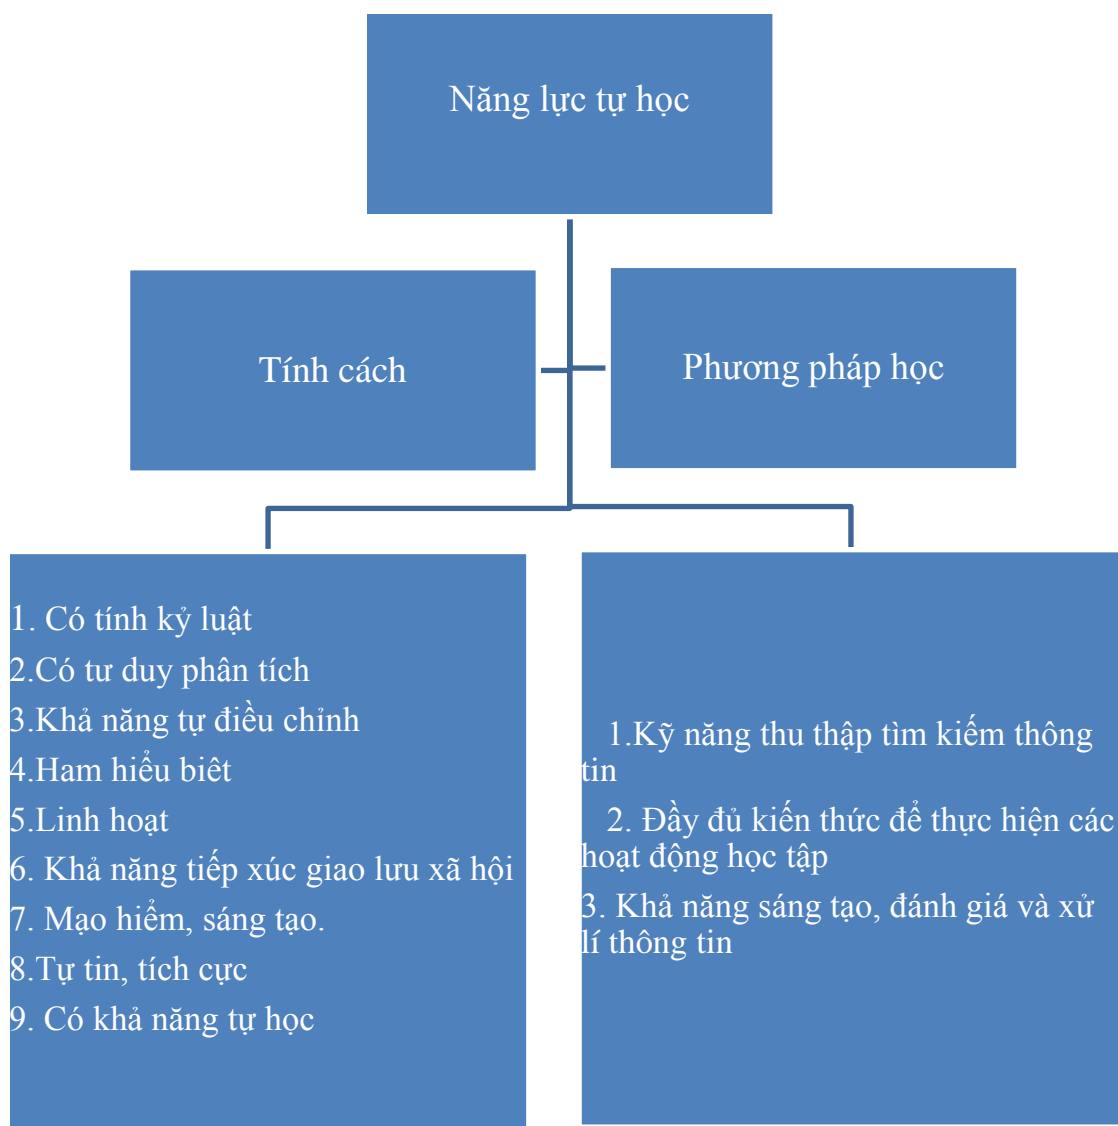 Năng lực tự học
Tính cách
Phương pháp học
1. Có tính kỷ luật
2.Có tư duy phân tích
3.Khả năng tự điều chỉnh
4.Ham hiểu biêt
5.Linh hoạt
6. Khả năng tiếp xúc giao lưu xã hội
7. Mạo hiểm, sáng tạo.
8.Tự tin, tích cực
9. Có khả năng tự học
1.Kỹ năng thu thập tìm kiếm thông
tin
2. Đầy đủ kiến thức để thực hiện các
hoạt động học tập
3. Khả năng sáng tạo, đánh giá và xử
lí thông tin